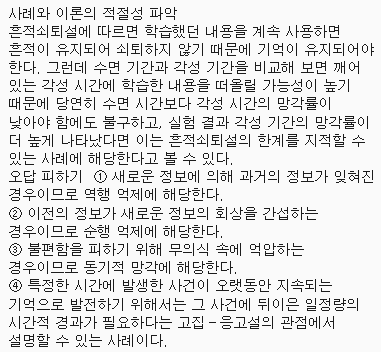 사례와 이론의 적절성 파악
흔적쇠퇴설에 따르면 학습했던 내용을 계속 사용하면
흔적이 유지되어 쇠퇴하지 않기 때문에 기억이 유지되어야
한다. 그런데 수면 기간과 각성 기간을 비교해 보면 깨어
있는 각성 시간에 학습한 내용을 떠올릴 가능성이 높기
때문에 당연히 수면 시간보다 각성 시간의 망각률이
낮아야 함에도 불구하고, 실험 결과 각성 기간의 망각률이
더 높게 나타났다면 이는 흔적쇠퇴설의 한계를 지적할 수
있는 사례에 해당한다고 볼 수 있다.
오답 피하기 ① 새로운 정보에 의해 과거의 정보가 잊혀진
경우이므로 역행 억제에 해당한다.
② 이전의 정보가 새로운 정보의 회상을 간섭하는
경우이므로 순행 억제에 해당한다.
③ 불편함을 피하기 위해 무의식 속에 억압하는
경우이므로 동기적 망각에 해당한다.
④ 특정한 시간에 발생한 사건이 오랫동안 지속되는
기억으로 발전하기 위해서는 그 사건에 뒤이은 일정량의
시간적 경과가 필요하다는 고집-응고설의 관점에서
설명할 수 있는 사례이다.